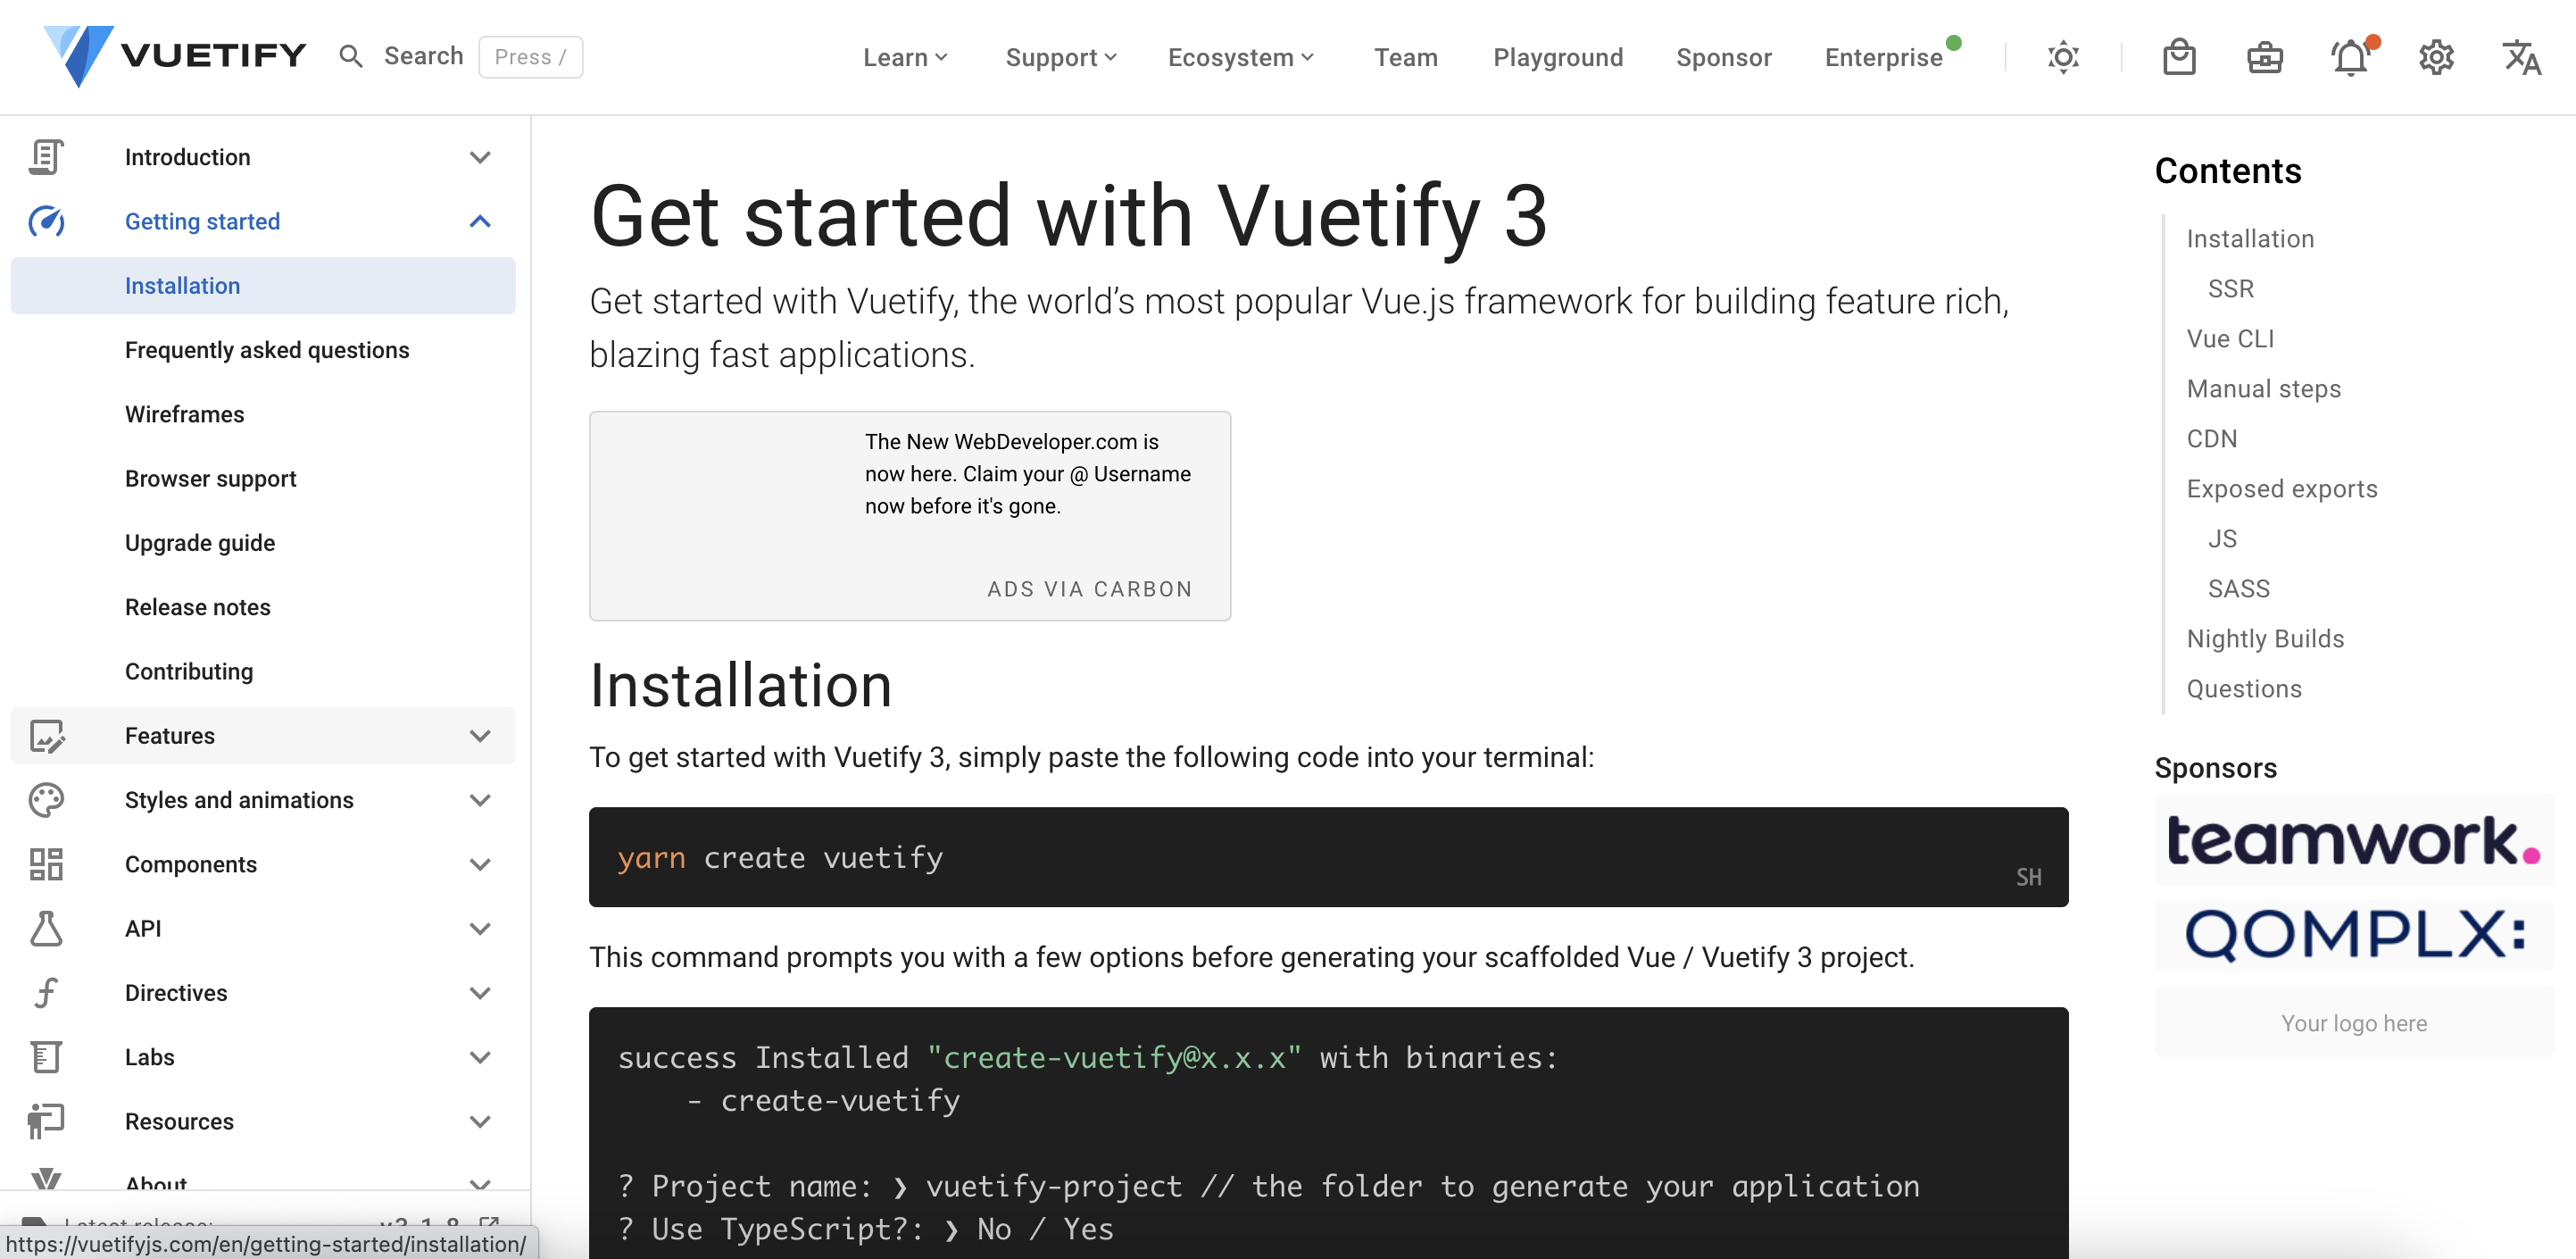 VUETIFY
Search
Press /
Learn
Support
Ecosystem
Team
Playground
Sponsor
Enterprise
Introduction
Getting started
Installation
Frequently asked questions
Wireframes
Browser support
Upgrade guide
Release notes
Contributing
Features
Styles and animations
Components
API
Directives
Labs
Resources
About
Latest release:
v3.1.8
https://vuetifyjs.com/en/getting-started/installation/
Get started with Vuetify 3
Get started with Vuetify, the world’s most popular Vue.js framework for building feature rich,
blazing fast applications.
The New WebDeveloper.com is
now here. Claim your @ Username
now before it's gone.
ADS VIA CARBON
Installation
To get started with Vuetify 3, simply paste the following code into your terminal:
yarn create vuetify
SH
This command prompts you with a few options before generating your scaffolded Vue / Vuetify 3 project.
success Installed "create-vuetify@x.x.x" with binaries:
    - create-vuetify
? Project name: ❯ vuetify-project // the folder to generate your application
? Use TypeScript?: ❯ No / Yes
Contents
Installation
SSR
Vue CLI
Manual steps
CDN
Exposed exports
JS
SASS
Nightly Builds
Questions
Sponsors
teamwork.
QOMPLX:
Your logo here